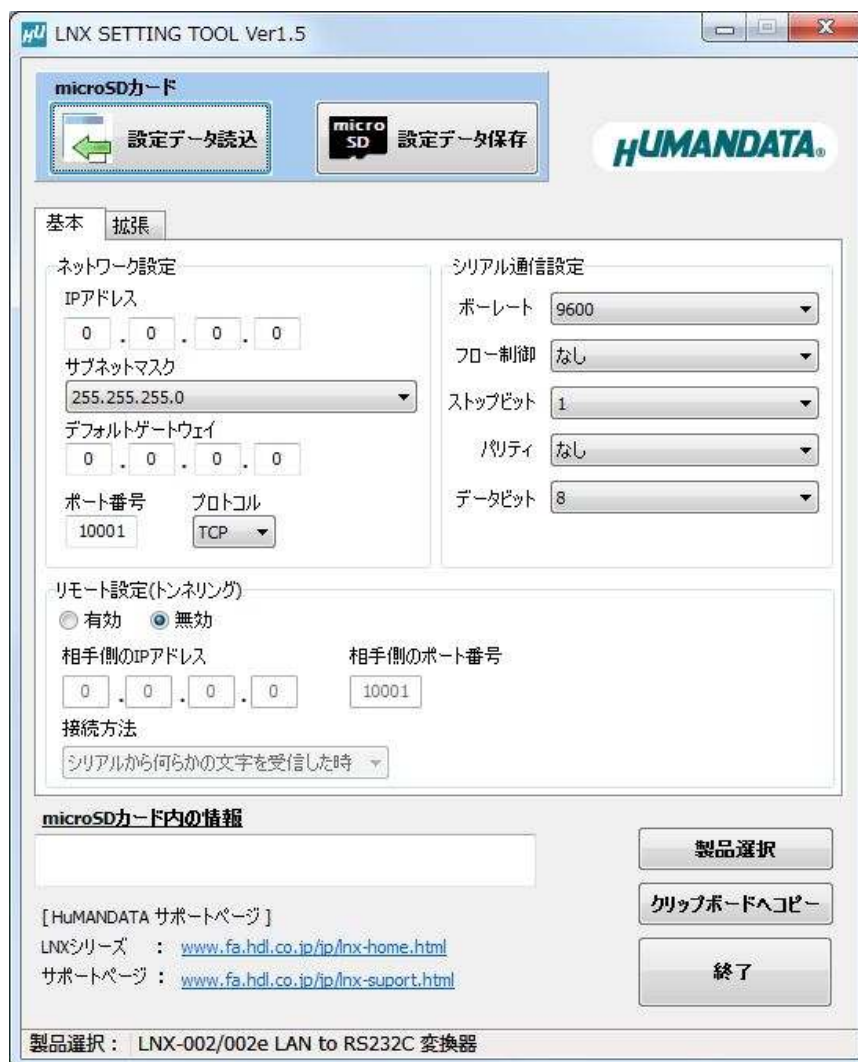 HU LNX SETTING TOOL Ver1.5
microSDカード
設定データ読込
micro
SD
設定データ保存
HUMANDATA®
基本 拡張
ネットワーク設定
IPアドレス
0 . 0 . 0 . 0
サブネットマスク
255.255.255.0
デフォルトゲートウェイ
0 . 0 . 0 . 0
ポート番号 プロトコル
10001 TCP
シリアル通信設定
ボーレート 9600
フロー制御 なし
ストップビット 1
パリティ なし
データビット 8
リモート設定(トンネリング)
有効 無効
相手側のIPアドレス 相手側のポート番号
0 . 0 . 0 . 0 10001
接続方法
シリアルから何らかの文字を受信した時
microSDカード内の情報
[ HuMANDATA サポートページ ]
LNXシリーズ : www.fa.hdl.co.jp/jp/lnx-home.html
サポートページ : www.fa.hdl.co.jp/jp/lnx-suport.html
製品選択
クリップボードへコピー
終了
製品選択 : LNX-002/002e LAN to RS232C 変換器